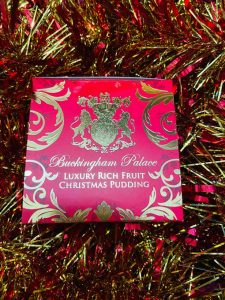 Buckingham Palace
LUXURY RICH FRUIT
CHRISTMAS PUDDING